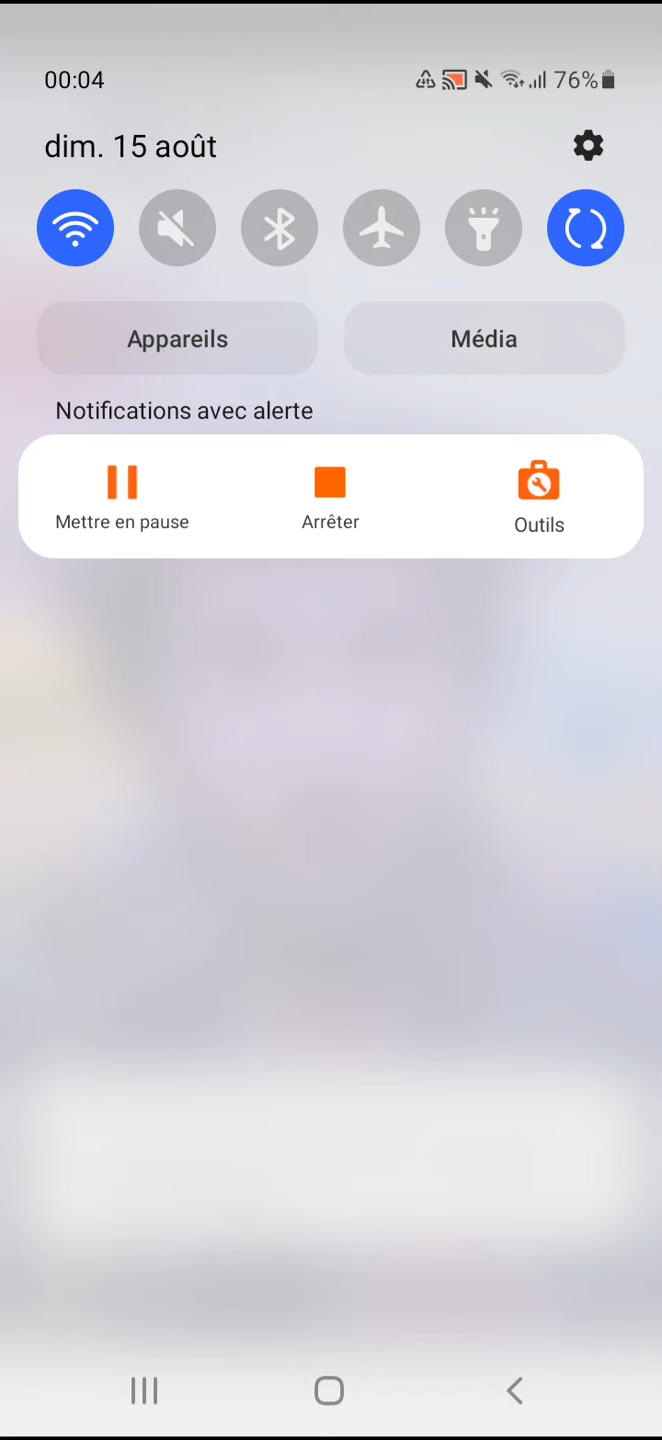 00:04 76%
dim. 15 août
Appareils Média
Notifications avec alerte
Mettre en pause Arrêter Outils